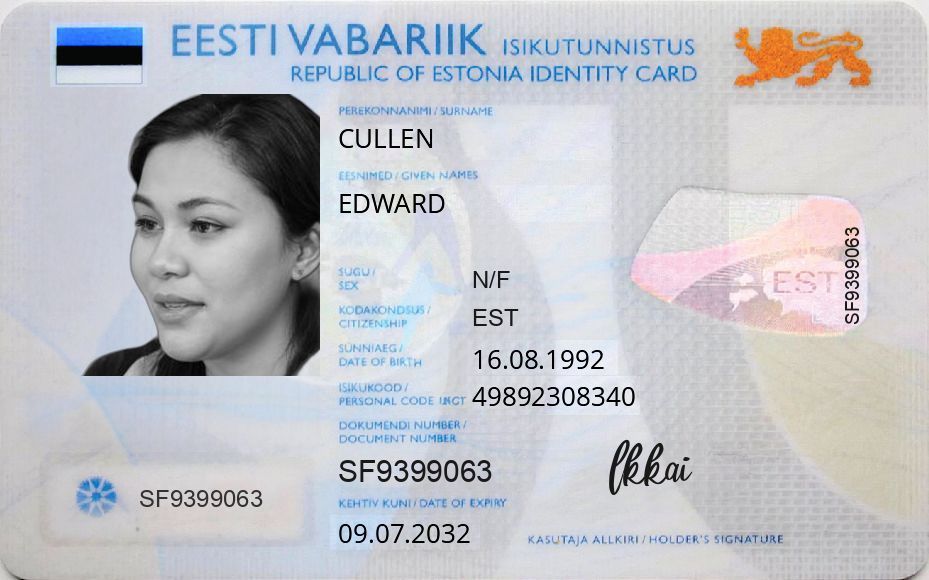 EESTI VABARIIK ISIKUTUNNISTUS
REPUBLIC OF ESTONIA IDENTITY CARD
PEREKONNANIMI / SURNAME
CULLEN
EESNIMED / GIVEN NAMES
EDWARD
SUGU / 
SEX
N/F
KODAKONDSUS /
CITIZENSHIP
EST
SÜNNIAEG /
DATE OF BIRTH
16.08.1992
ISIKUKOOD /
PERSONAL CODE
49892308340
DOKUMENDI NUMBER /
DOCUMENT NUMBER
SF9399063
KEHTIV KUNI / DATE OF EXPIRY
09.07.2032
SF9399063
EST
SF9399063
KASUTAJA ALLKIRI / HOLDER'S SIGNATURE